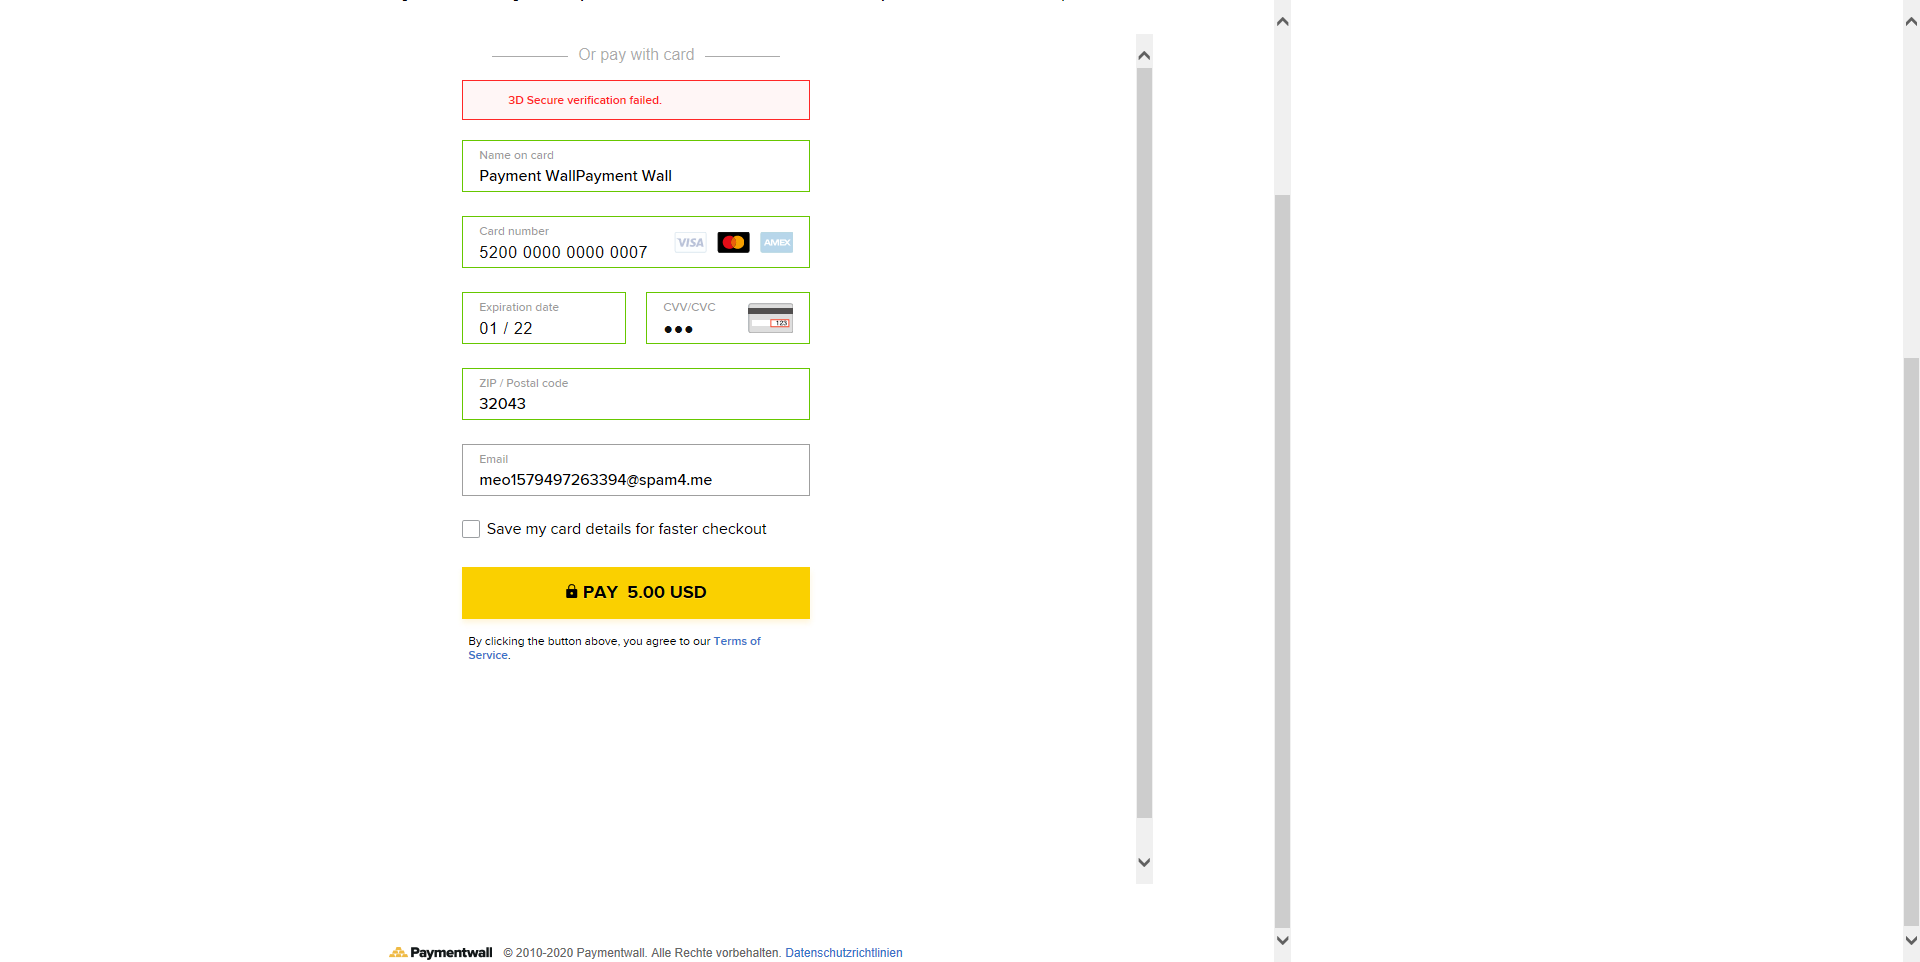 Or pay with card
3D Secure verification failed.
Name on card
Payment WallPayment Wall
Card number
5200 0000 0000 0007
VISA
AMEX
Expiration date
01 / 22
CVV/CVC
123
ZIP / Postal code
32043
Email
meo1579497263394@spam4.me
Save my card details for faster checkout
PAY 5.00 USD
By clicking the button above, you agree to our Terms of
Service.
Paymentwall © 2010-2020 Paymentwall. Alle Rechte vorbehalten. Datenschutzrichtlinien